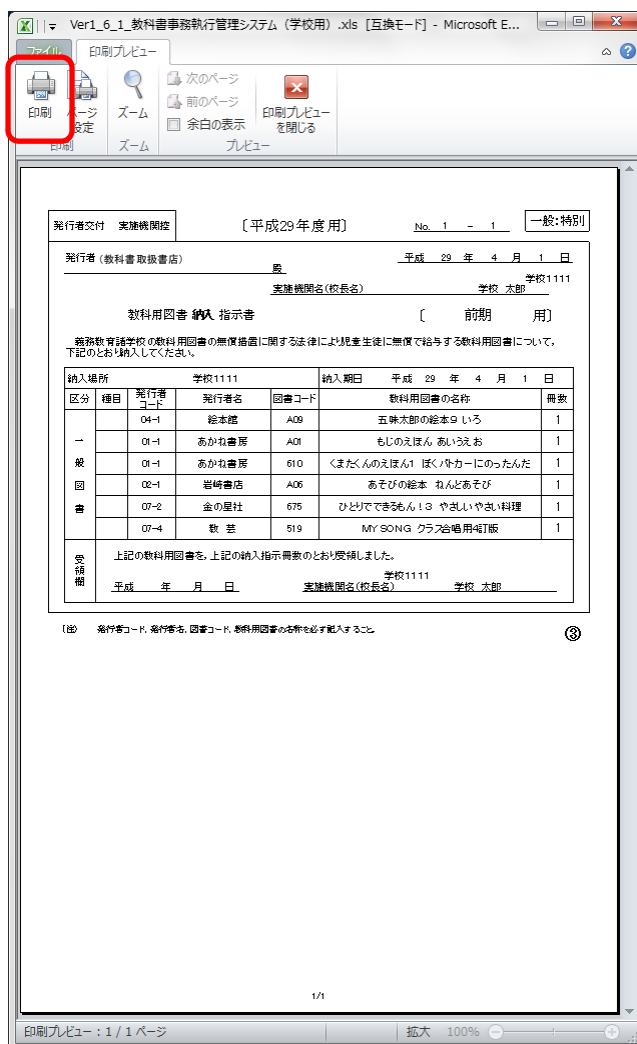 Ver1_6_1_教科書事務執行管理システム（学校用）.xls [互換モード] - Microsoft E...
ファイル 印刷プレビュー
印刷 ページ設定 ズーム 次のページ 前のページ 余白の表示 印刷プレビューを閉じる
印刷 ズーム プレビュー
発行者交付 実施機関控 〔平成29年度用〕 No. 1 - 1 一般:特別
発行者 (教科書取扱書店) 殿 平成 29 年 4 月 1 日
学校1111
実施機関名(校長名) 学校 太郎
教科用図書 納入 指示書 〔 前期 用〕
義務教育諸学校の教科用図書の無償措置に関する法律により児童生徒に無償で給与する教科用図書について,
下記のとおり納入してください。
納入場所 学校1111 納入期日 平成 29 年 4 月 1 日
区分 種目 発行者コード 発行者名 図書コード 教科用図書の名称 冊数
一般図書
04-1 絵本館 A09 五味太郎の絵本9 いろ 1
01-1 あかね書房 A01 もじのえほん あいうえお 1
01-1 あかね書房 610 くまたくんのえほん1 ぼくパトカーにのったんだ 1
02-1 岩崎書店 A06 あそびの絵本 ねんどあそび 1
07-2 金の星社 675 ひとりでできるもん!3 やさしいやさい料理 1
07-4 教芸 519 MY SONG クラス合唱用4訂版 1
受領欄 上記の教科用図書を,上記の納入指示冊数のとおり受領しました。
学校1111
平成 年 月 日 実施機関名(校長名) 学校 太郎
(注) 発行者コード,発行者名,図書コード,教科用図書の名称を必ず記入すること。
③
1/1
印刷プレビュー : 1 / 1 ページ 拡大 100%